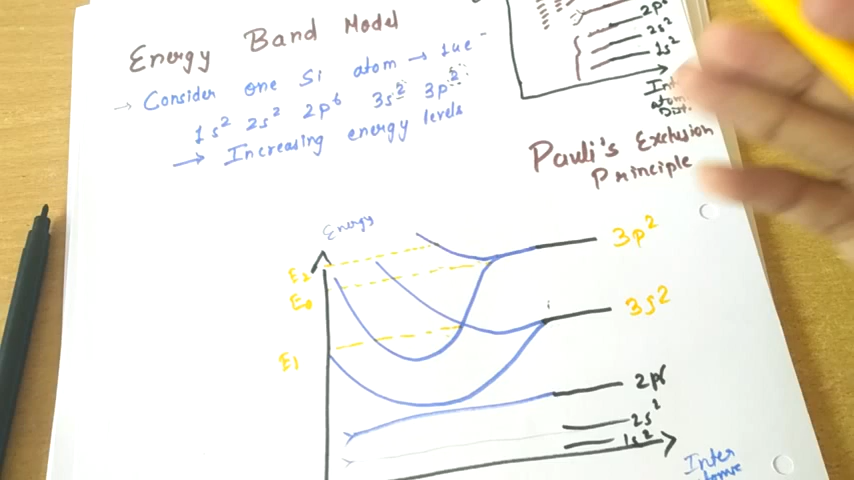 Energy Band Model
→ Consider one Si atom → 14e⁻
1s² 2s² 2p⁶ 3s² 3p²
→ Increasing energy levels
2p⁶
2s²
1s²
Pauli's Exclusion
Principle
Energy
E₂
E₀
E₁
3p²
3s²
2p⁶
2s²
1s²
Inter